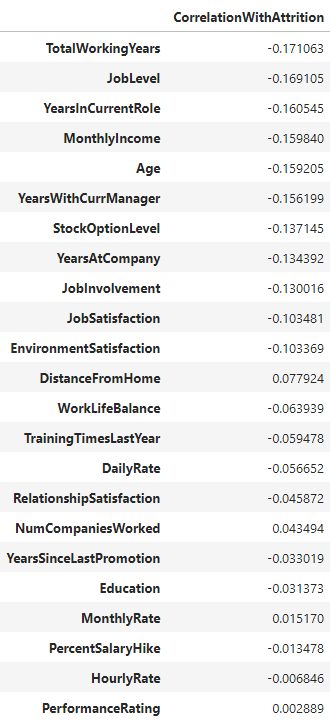 CorrelationWithAttrition
TotalWorkingYears -0.171063
JobLevel -0.169105
YearsInCurrentRole -0.160545
MonthlyIncome -0.159840
Age -0.159205
YearsWithCurrManager -0.156199
StockOptionLevel -0.137145
YearsAtCompany -0.134392
JobInvolvement -0.130016
JobSatisfaction -0.103481
EnvironmentSatisfaction -0.103369
DistanceFromHome 0.077924
WorkLifeBalance -0.063939
TrainingTimesLastYear -0.059478
DailyRate -0.056652
RelationshipSatisfaction -0.045872
NumCompaniesWorked 0.043494
YearsSinceLastPromotion -0.033019
Education -0.031373
MonthlyRate 0.015170
PercentSalaryHike -0.013478
HourlyRate -0.006846
PerformanceRating 0.002889